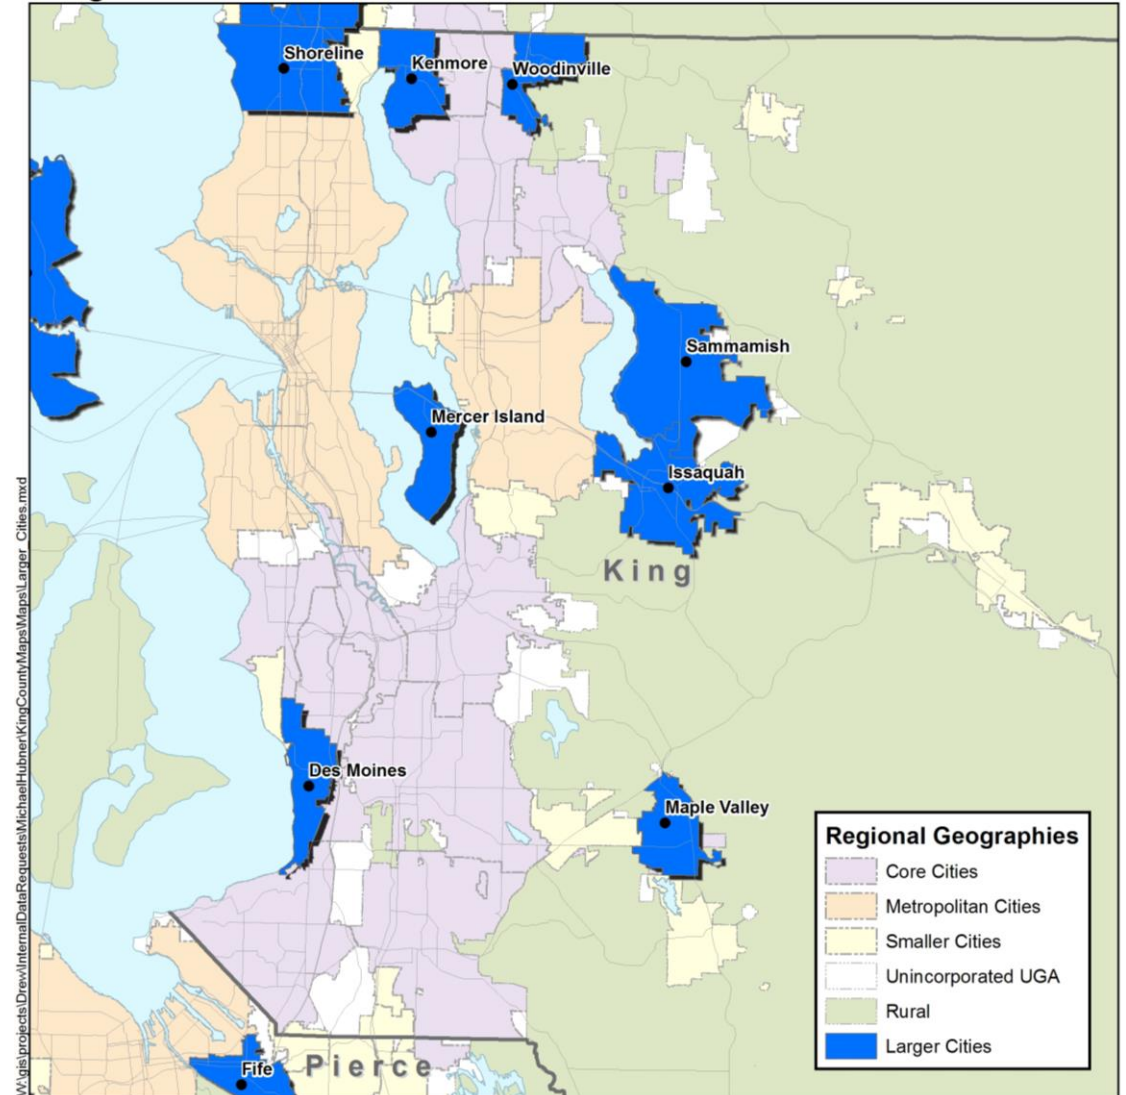 Shoreline
Kenmore
Woodinville
Sammamish
Mercer Island
Issaquah
King
Des Moines
Maple Valley
Fife
Pierce
Regional Geographies
Core Cities
Metropolitan Cities
Smaller Cities
Unincorporated UGA
Rural
Larger Cities
W:\gis\projects\Drew\InternalDataRequests\MichaelHubner\KingCountyMaps\Maps\Larger_Cities.mxd